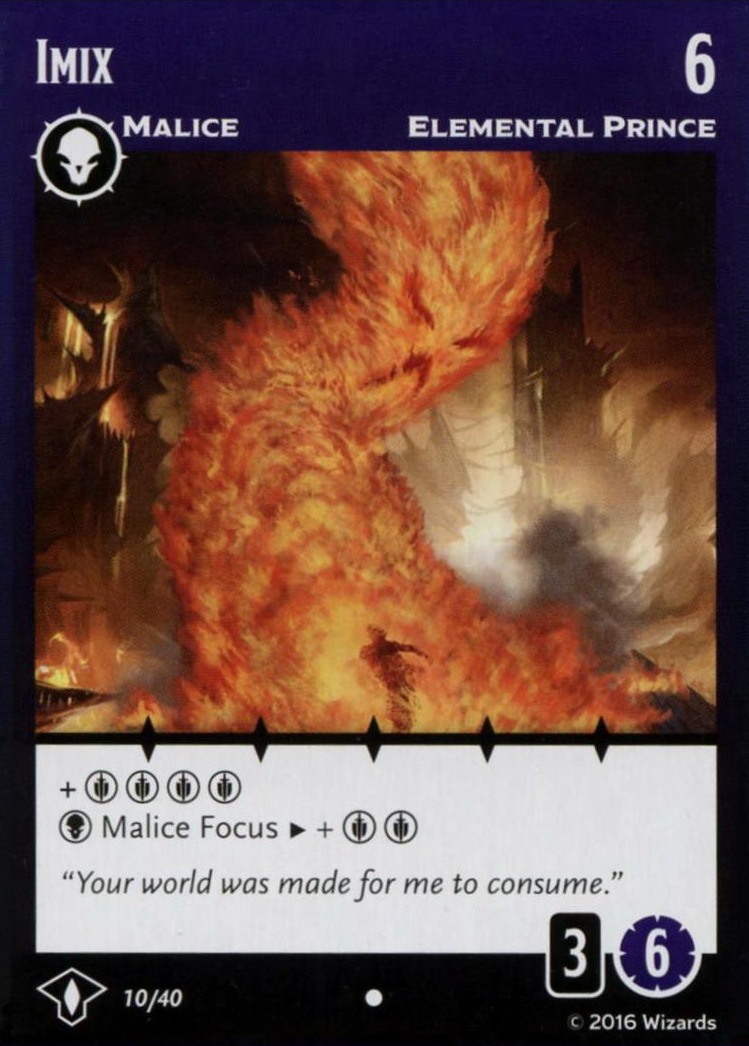 IMIX
6
MALICE
ELEMENTAL PRINCE
+
Malice Focus ► +
“Your world was made for me to consume.”
3
6
10/40
© 2016 Wizards